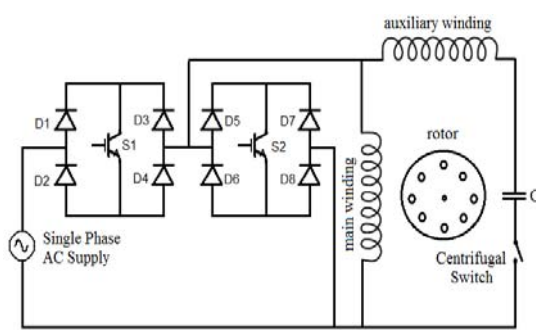 auxiliary winding
D1
D3
D5
D7
S1
S2
D2
D4
D6
D8
rotor
main winding
C
Single Phase
AC Supply
Centrifugal
Switch